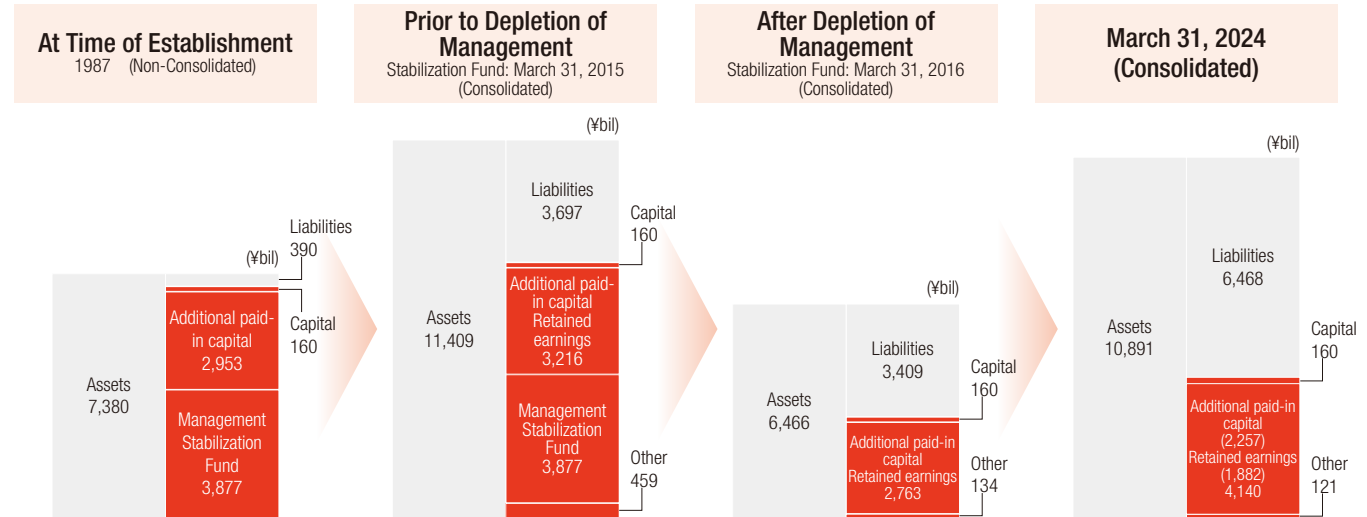 At Time of Establishment
1987 (Non-Consolidated)
(¥bil)
Assets
7,380
Liabilities
390
Capital
160
Additional paid-
in capital
2,953
Management
Stabilization
Fund
3,877
Prior to Depletion of
Management
Stabilization Fund: March 31, 2015
(Consolidated)
(¥bil)
Assets
11,409
Liabilities
3,697
Capital
160
Additional paid-
in capital
Retained
earnings
3,216
Management
Stabilization
Fund
3,877
Other
459
After Depletion of
Management
Stabilization Fund: March 31, 2016
(Consolidated)
(¥bil)
Assets
6,466
Liabilities
3,409
Capital
160
Additional paid-in
capital
Retained earnings
2,763
Other
134
March 31, 2024
(Consolidated)
(¥bil)
Assets
10,891
Liabilities
6,468
Capital
160
Additional paid-in
capital
(2,257)
Retained earnings
(1,882)
4,140
Other
121